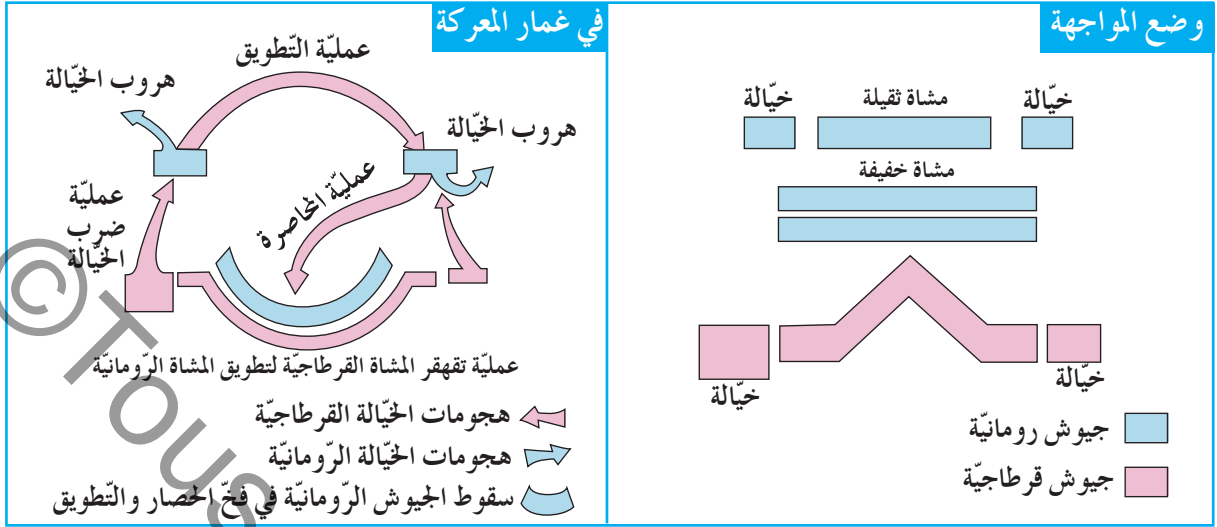 وضع المواجهة
خيّالة
مشاة ثقيلة
خيّالة
مشاة خفيفة
خيّالة
خيّالة
جيوش رومانيّة
جيوش قرطاجيّة
في غمار المعركة
عمليّة التّطويق
هروب الخيّالة
هروب الخيّالة
عمليّة المحاصرة
عمليّة
ضرب
الخيّالة
عمليّة تقهقر المشاة القرطاجيّة لتطويق المشاة الرّومانيّة
هجومات الخيّالة القرطاجيّة
هجومات الخيّالة الرّومانيّة
سقوط الجيوش الرّومانيّة في فخّ الحصار والتّطويق
©Tous